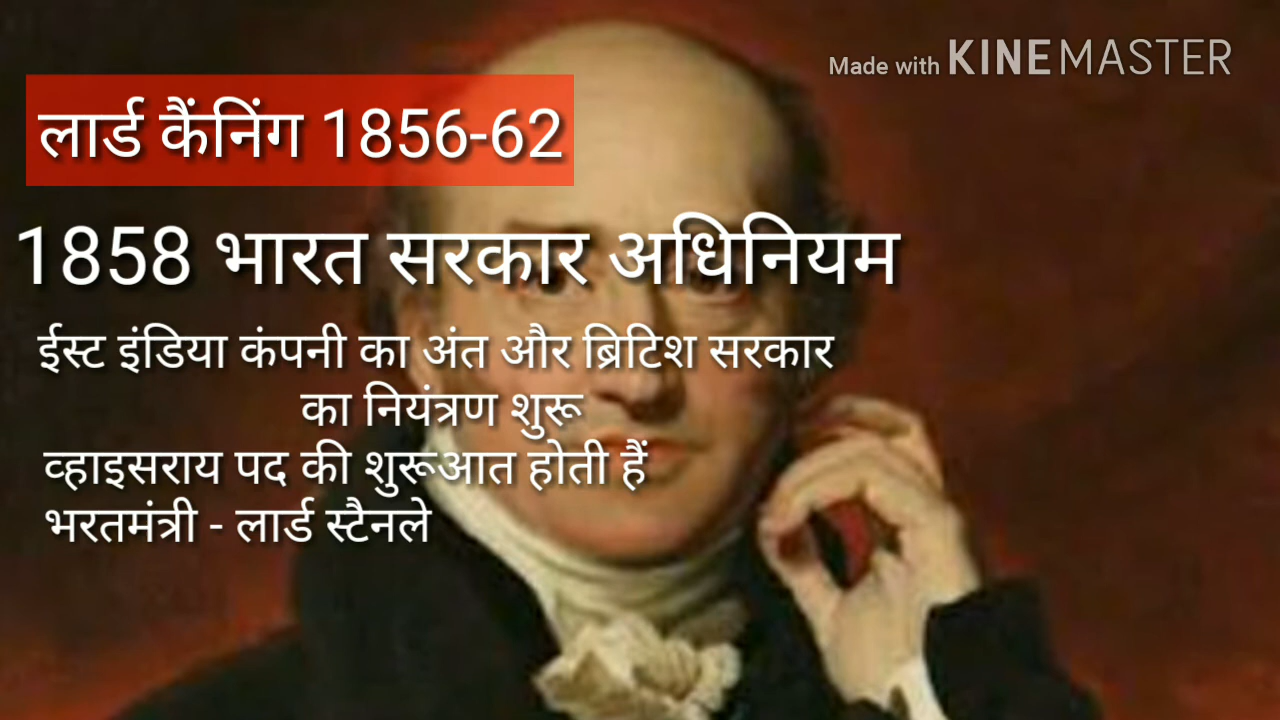 Made with KINEMASTER
लार्ड कैंनिंग 1856-62
1858 भारत सरकार अधिनियम
ईस्ट इंडिया कंपनी का अंत और ब्रिटिश सरकार
का नियंत्रण शुरू
व्हाइसराय पद की शुरूआत होती हैं
भरतमंत्री - लार्ड स्टैनले